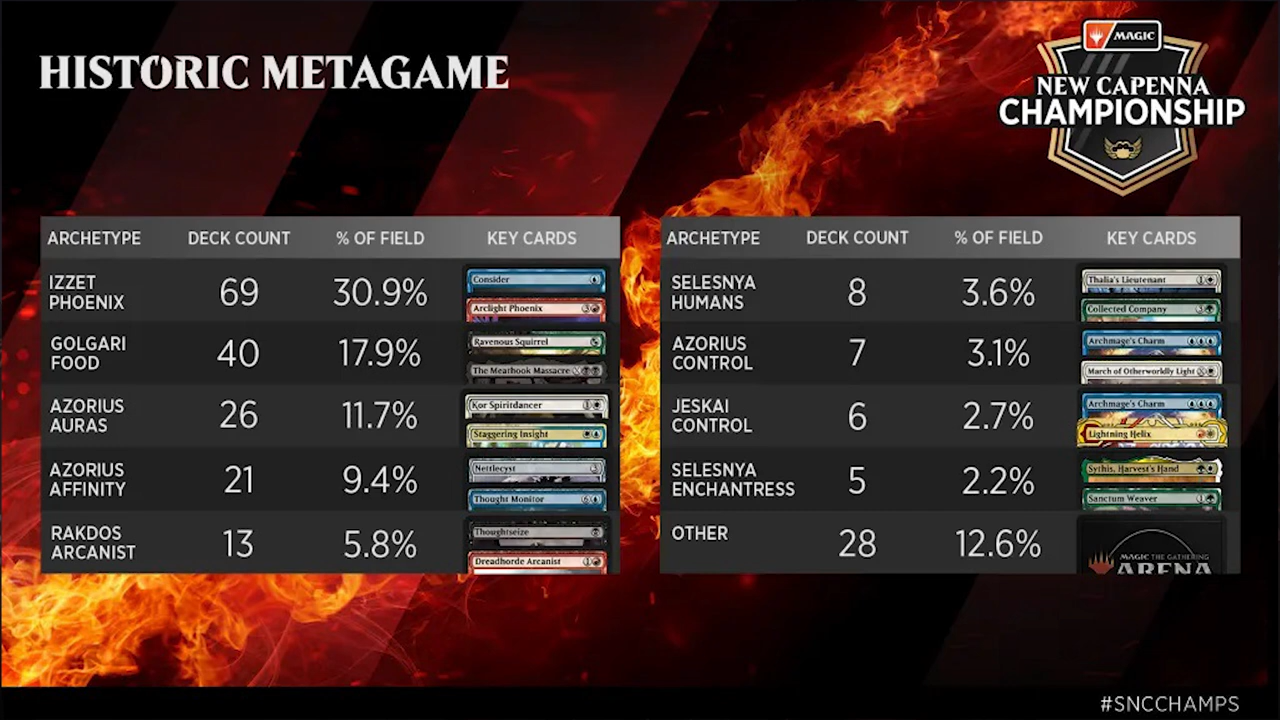 HISTORIC METAGAME
MAGIC
NEW CAPENNA
CHAMPIONSHIP
ARCHETYPE DECK COUNT % OF FIELD KEY CARDS
IZZET
PHOENIX
69
30.9%
Consider
Arclight Phoenix
GOLGARI
FOOD
40
17.9%
Ravenous Squirrel
The Meathook Massacre
AZORIUS
AURAS
26
11.7%
Kor Spiritdancer
Staggering Insight
AZORIUS
AFFINITY
21
9.4%
Nettlecyst
Thought Monitor
RAKDOS
ARCANIST
13
5.8%
Thoughtseize
Dreadhorde Arcanist
ARCHETYPE DECK COUNT % OF FIELD KEY CARDS
SELESNYA
HUMANS
8
3.6%
Thalia's Lieutenant
Collected Company
AZORIUS
CONTROL
7
3.1%
Archmage's Charm
March of Otherworldly Light
JESKAI
CONTROL
6
2.7%
Archmage's Charm
Lightning Helix
SELESNYA
ENCHANTRESS
5
2.2%
Sythis, Harvest's Hand
Sanctum Weaver
OTHER
28
12.6%
MAGIC THE GATHERING
ARENA
#SNCCHAMPS